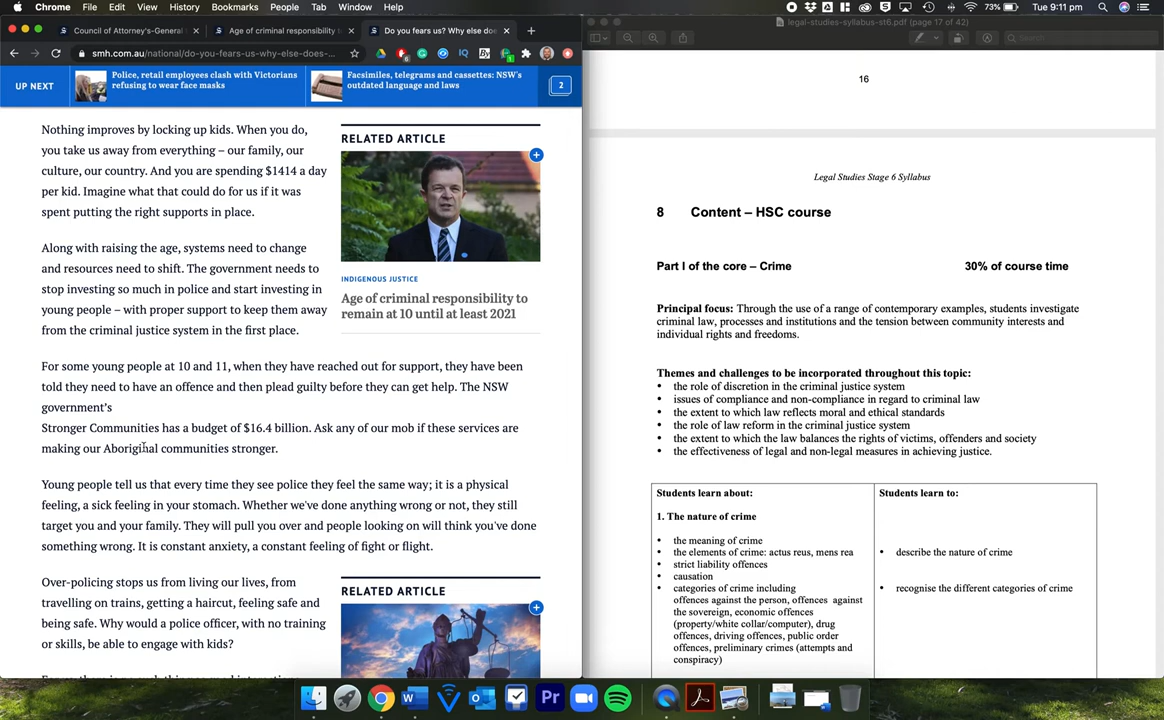 Chrome File Edit View History Bookmarks People Tab Window Help
73% Tue 9:11 pm
Council of Attorney's-General
Age of criminal responsibility t
Do you fears us? Why else doe
smh.com.au/national/do-you-fears-us-why-else-does-...
legal-studies-syllabus-st6.pdf (page 17 of 42)
Search
UP NEXT
Police, retail employees clash with Victorians
refusing to wear face masks
Facsimiles, telegrams and cassettes: NSW's
outdated language and laws
2
Nothing improves by locking up kids. When you do,
you take us away from everything – our family, our
culture, our country. And you are spending $1414 a day
per kid. Imagine what that could do for us if it was
spent putting the right supports in place.
Along with raising the age, systems need to change
and resources need to shift. The government needs to
stop investing so much in police and start investing in
young people – with proper support to keep them away
from the criminal justice system in the first place.
RELATED ARTICLE
INDIGENOUS JUSTICE
Age of criminal responsibility to
remain at 10 until at least 2021
For some young people at 10 and 11, when they have reached out for support, they have been
told they need to have an offence and then plead guilty before they can get help. The NSW
government's
Stronger Communities has a budget of $16.4 billion. Ask any of our mob if these services are
making our Aboriginal communities stronger.
Young people tell us that every time they see police they feel the same way; it is a physical
feeling, a sick feeling in your stomach. Whether we've done anything wrong or not, they still
target you and your family. They will pull you over and people looking on will think you've done
something wrong. It is constant anxiety, a constant feeling of fight or flight.
Over-policing stops us from living our lives, from
travelling on trains, getting a haircut, feeling safe and
being safe. Why would a police officer, with no training
or skills, be able to engage with kids?
RELATED ARTICLE
16
Legal Studies Stage 6 Syllabus
8 Content – HSC course
Part I of the core – Crime 30% of course time
Principal focus: Through the use of a range of contemporary examples, students investigate
criminal law, processes and institutions and the tension between community interests and
individual rights and freedoms.
Themes and challenges to be incorporated throughout this topic:
• the role of discretion in the criminal justice system
• issues of compliance and non-compliance in regard to criminal law
• the extent to which law reflects moral and ethical standards
• the role of law reform in the criminal justice system
• the extent to which the law balances the rights of victims, offenders and society
• the effectiveness of legal and non-legal measures in achieving justice.
Students learn about:
1. The nature of crime
• the meaning of crime
• the elements of crime: actus reus, mens rea
• strict liability offences
• causation
• categories of crime including
offences against the person, offences against
the sovereign, economic offences
(property/white collar/computer), drug
offences, driving offences, public order
offences, preliminary crimes (attempts and
conspiracy)
Students learn to:
• describe the nature of crime
• recognise the different categories of crime